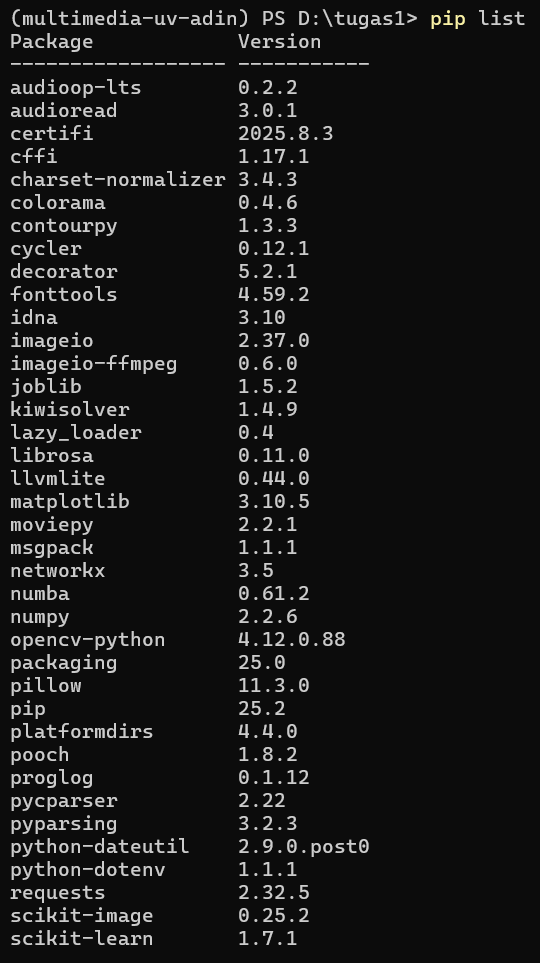 (multimedia-uv-adin) PS D:\tugas1> pip list
Package            Version
------------------ -----------
audioop-lts        0.2.2
audioread          3.0.1
certifi            2025.8.3
cffi               1.17.1
charset-normalizer 3.4.3
colorama           0.4.6
contourpy          1.3.3
cycler             0.12.1
decorator          5.2.1
fonttools          4.59.2
idna               3.10
imageio            2.37.0
imageio-ffmpeg     0.6.0
joblib             1.5.2
kiwisolver         1.4.9
lazy_loader        0.4
librosa            0.11.0
llvmlite           0.44.0
matplotlib         3.10.5
moviepy            2.2.1
msgpack            1.1.1
networkx           3.5
numba              0.61.2
numpy              2.2.6
opencv-python      4.12.0.88
packaging          25.0
pillow             11.3.0
pip                25.2
platformdirs       4.4.0
pooch              1.8.2
proglog            0.1.12
pycparser          2.22
pyparsing          3.2.3
python-dateutil    2.9.0.post0
python-dotenv      1.1.1
requests           2.32.5
scikit-image       0.25.2
scikit-learn       1.7.1